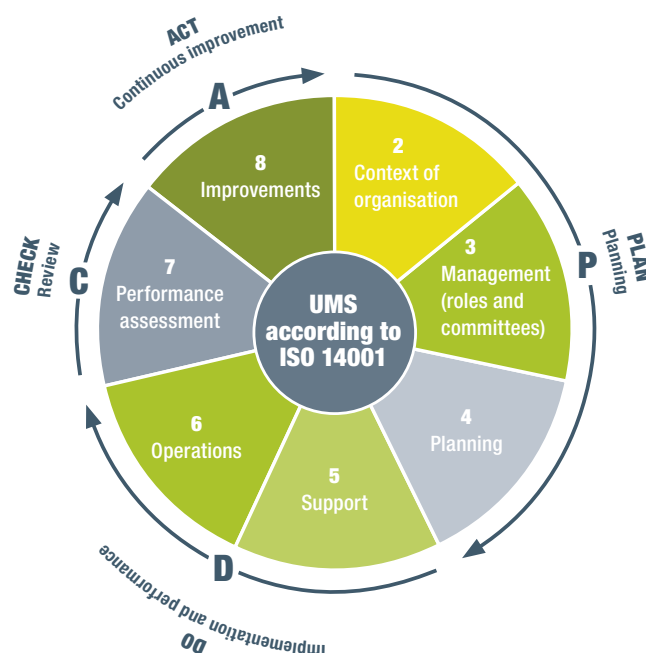 ACT
Continuous improvement
A
PLAN
Planning
P
DO
Implementation and performance
D
CHECK
Review
C
2
Context of
organisation
3
Management
(roles and
committees)
4
Planning
5
Support
6
Operations
7
Performance
assessment
8
Improvements
UMS
according to
ISO 14001